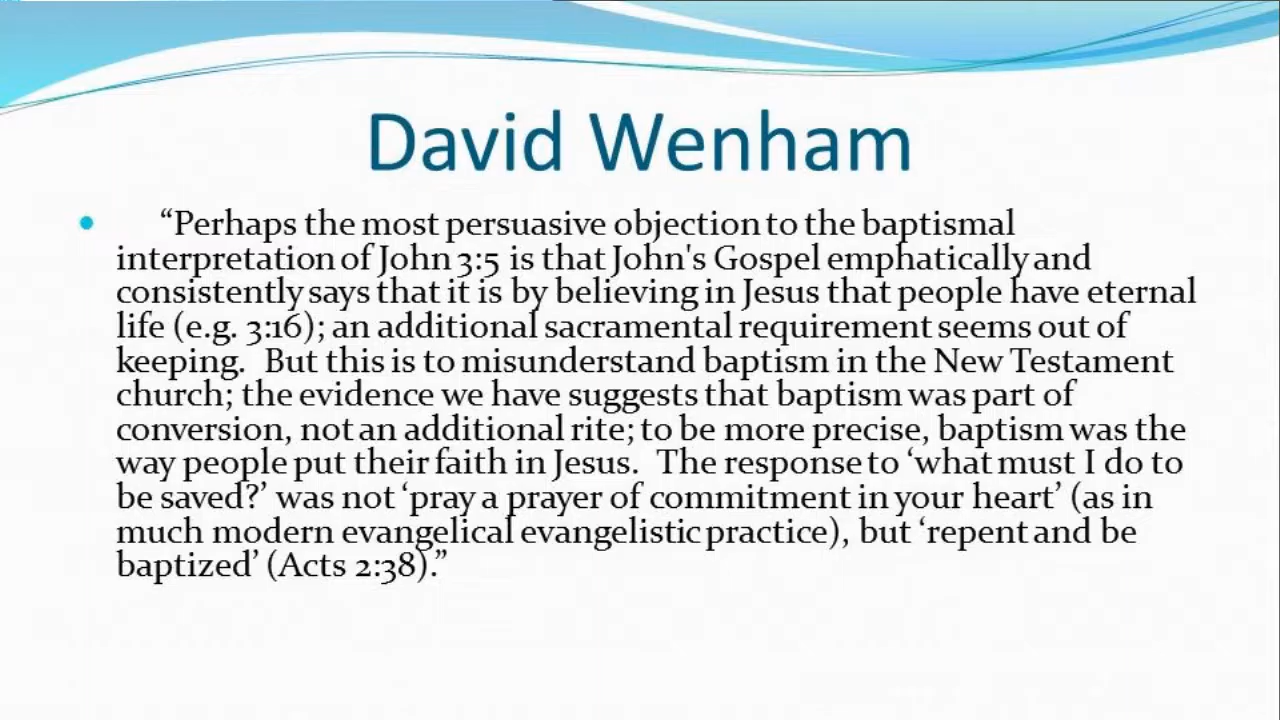 David Wenham
• “Perhaps the most persuasive objection to the baptismal
interpretation of John 3:5 is that John's Gospel emphatically and
consistently says that it is by believing in Jesus that people have eternal
life (e.g. 3:16); an additional sacramental requirement seems out of
keeping.  But this is to misunderstand baptism in the New Testament
church; the evidence we have suggests that baptism was part of
conversion, not an additional rite; to be more precise, baptism was the
way people put their faith in Jesus.  The response to ‘what must I do to
be saved?’ was not ‘pray a prayer of commitment in your heart’ (as in
much modern evangelical evangelistic practice), but ‘repent and be
baptized’ (Acts 2:38).”